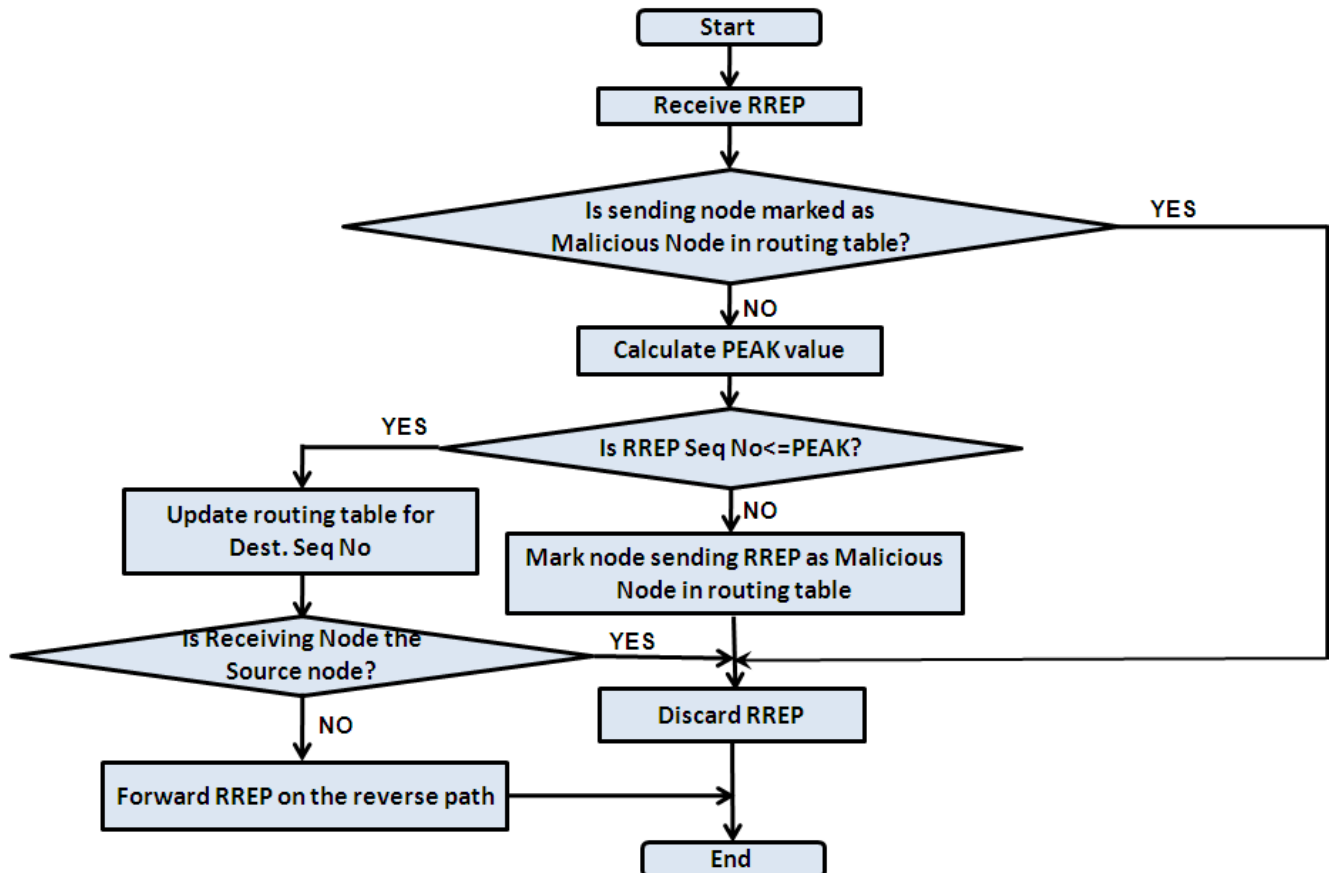 Start
Receive RREP
Is sending node marked as
Malicious Node in routing table?
YES
NO
Calculate PEAK value
YES
Is RREP Seq No<=PEAK?
NO
Update routing table for
Dest. Seq No
Mark node sending RREP as Malicious
Node in routing table
Is Receiving Node the
Source node?
YES
NO
Discard RREP
Forward RREP on the reverse path
End